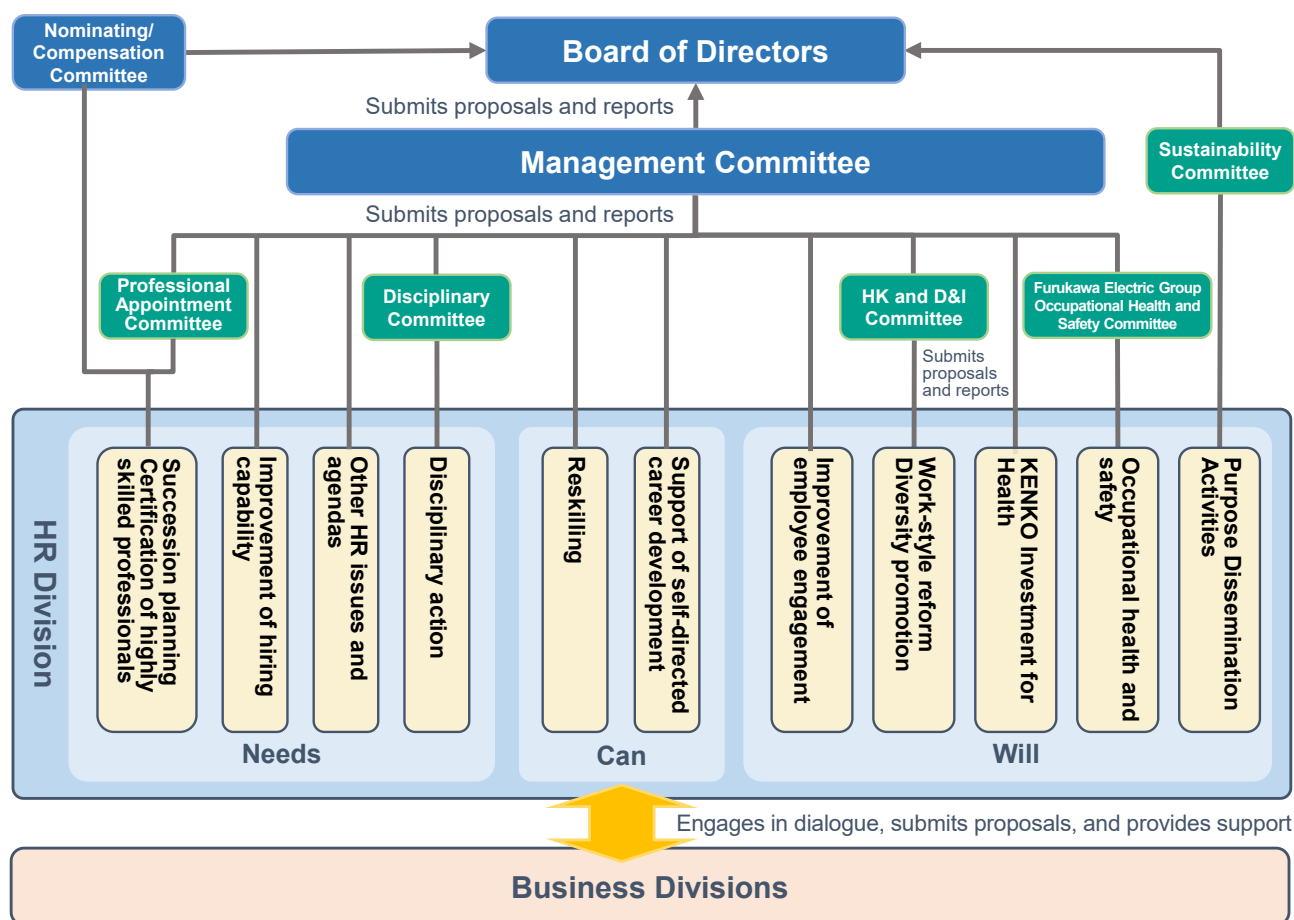 Nominating/
Compensation
Committee
Board of Directors
Submits proposals and reports
Management Committee
Sustainability
Committee
Submits proposals and reports
Professional
Appointment
Committee
Disciplinary
Committee
HK and D&I
Committee
Furukawa Electric Group
Occupational Health and
Safety Committee
Submits
proposals
and reports
HR Division
Succession planning
Certification of highly
skilled professionals
Improvement of hiring
capability
Other HR issues and
agendas
Disciplinary action
Needs
Reskilling
Support of self-directed
career development
Can
Improvement of
employee engagement
Work-style reform
Diversity promotion
KENKO Investment for
Health
Occupational health and
safety
Purpose Dissemination
Activities
Will
Engages in dialogue, submits proposals, and provides support
Business Divisions